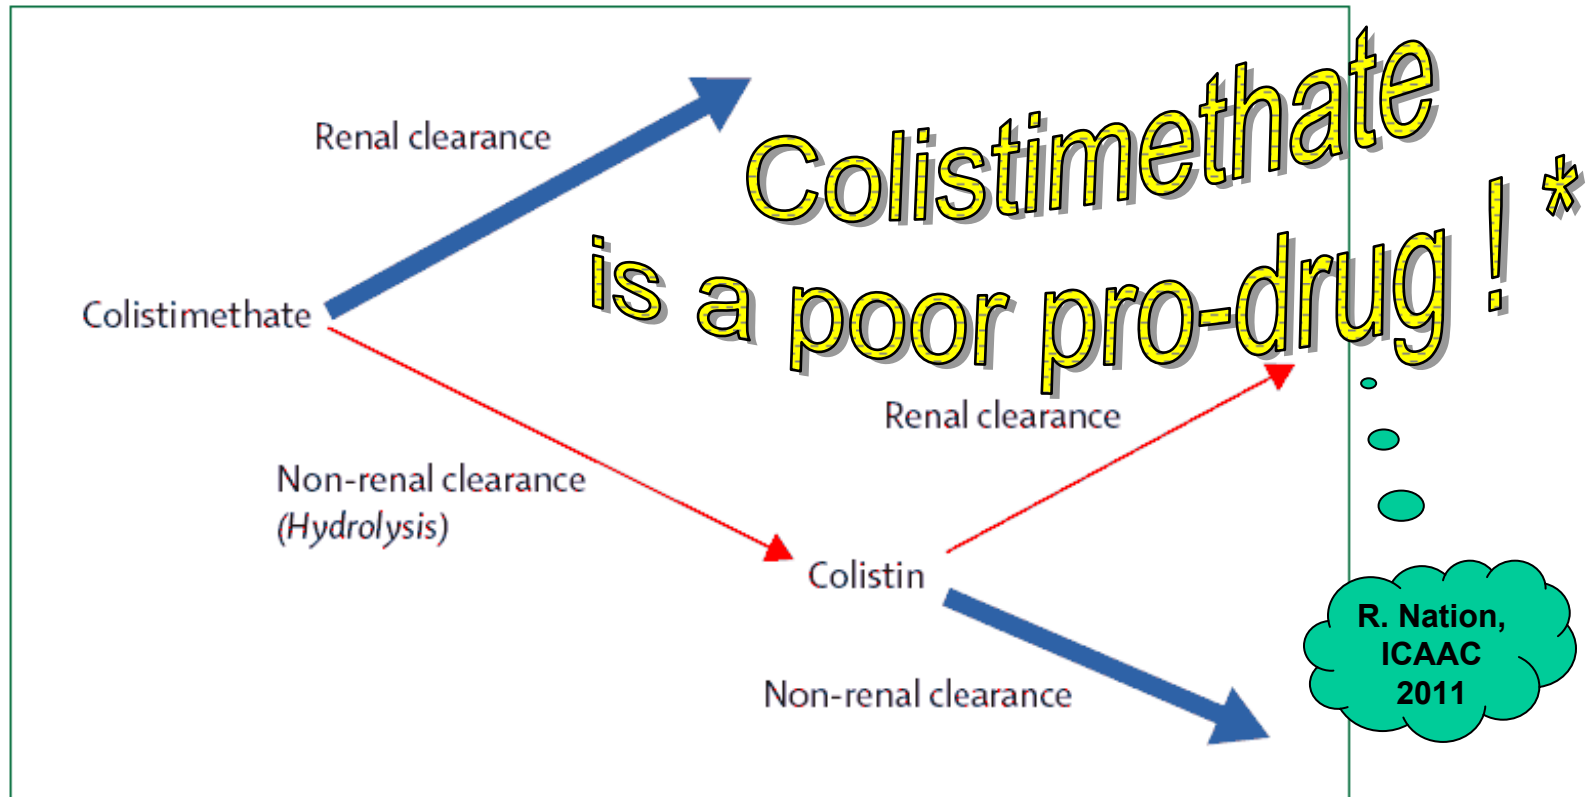 Colistimethate
is a poor pro-drug ! *
Renal clearance
Colistimethate
Renal clearance
Non-renal clearance
(Hydrolysis)
Colistin
Non-renal clearance
R. Nation,
ICAAC
2011